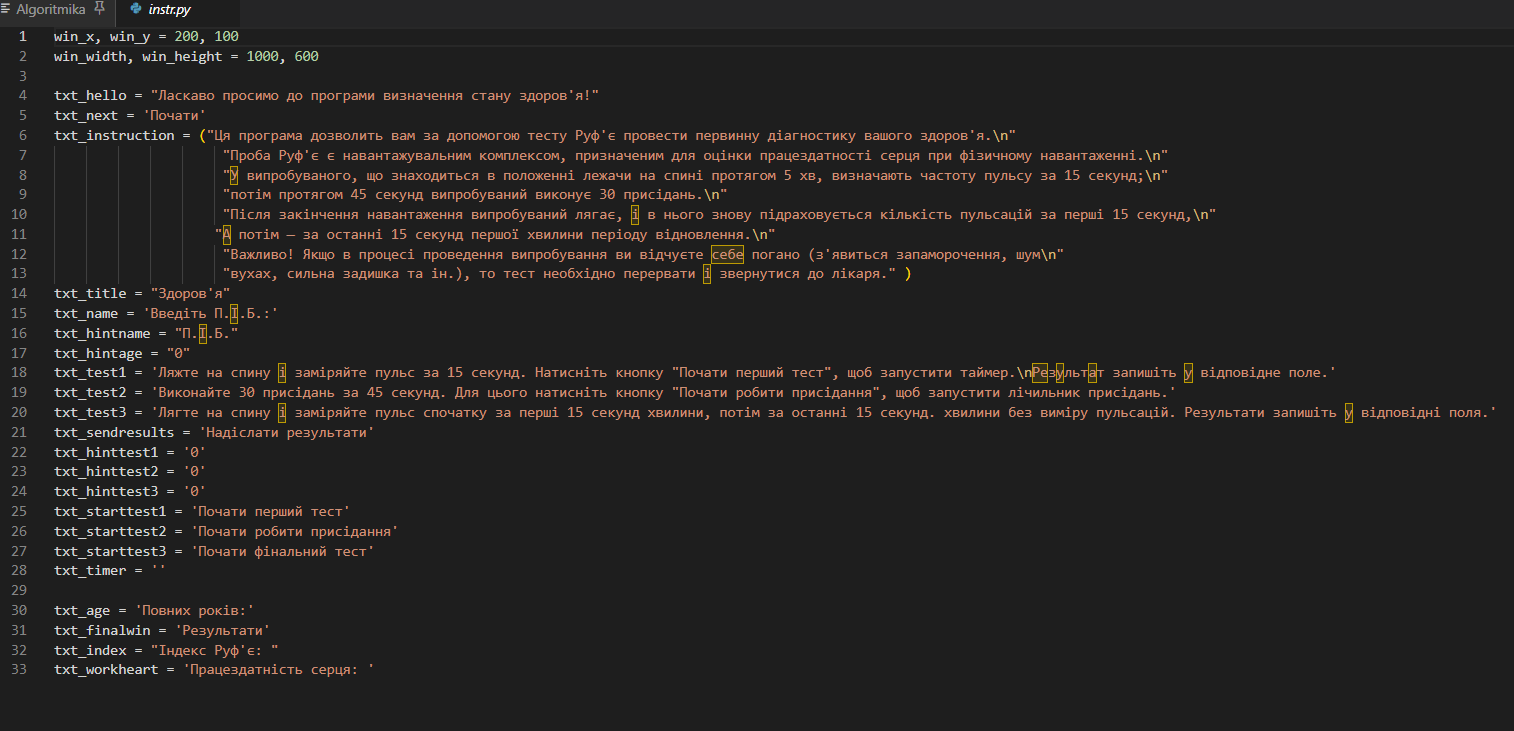 Algoritmika
instr.py
1 win_x, win_y = 200, 100
2 win_width, win_height = 1000, 600
3
4 txt_hello = "Ласкаво просимо до програми визначення стану здоров'я!"
5 txt_next = 'Почати'
6 txt_instruction = ("Ця програма дозволить вам за допомогою тесту Руф'є провести первинну діагностику вашого здоров'я.\n"
7 "Проба Руф'є є навантажувальним комплексом, призначеним для оцінки працездатності серця при фізичному навантаженні.\n"
8 "У випробуваного, що знаходиться в положенні лежачи на спині протягом 5 хв, визначають частоту пульсу за 15 секунд;\n"
9 "потім протягом 45 секунд випробуваний виконує 30 присідань.\n"
10 "Після закінчення навантаження випробуваний лягає, і в нього знову підраховується кількість пульсацій за перші 15 секунд,\n"
11 "А потім — за останні 15 секунд першої хвилини періоду відновлення.\n"
12 "Важливо! Якщо в процесі проведення випробування ви відчуєте себе погано (з'явиться запаморочення, шум\n"
13 "вухах, сильна задишка та ін.), то тест необхідно перервати і звернутися до лікаря." )
14 txt_title = "Здоров'я"
15 txt_name = 'Введіть П.І.Б.:'
16 txt_hintname = "П.І.Б."
17 txt_hintage = "0"
18 txt_test1 = 'Ляжте на спину і заміряйте пульс за 15 секунд. Натисніть кнопку "Почати перший тест", щоб запустити таймер.\nРезультат запишіть у відповідне поле.'
19 txt_test2 = 'Виконайте 30 присідань за 45 секунд. Для цього натисніть кнопку "Почати робити присідання", щоб запустити лічильник присідань.'
20 txt_test3 = 'Лягте на спину і заміряйте пульс спочатку за перші 15 секунд хвилини, потім за останні 15 секунд. хвилини без виміру пульсацій. Результати запишіть у відповідні поля.'
21 txt_sendresults = 'Надіслати результати'
22 txt_hinttest1 = '0'
23 txt_hinttest2 = '0'
24 txt_hinttest3 = '0'
25 txt_starttest1 = 'Почати перший тест'
26 txt_starttest2 = 'Почати робити присідання'
27 txt_starttest3 = 'Почати фінальний тест'
28 txt_timer = ''
29
30 txt_age = 'Повних років:'
31 txt_finalwin = 'Результати'
32 txt_index = "Індекс Руф'є: "
33 txt_workheart = 'Працездатність серця: '